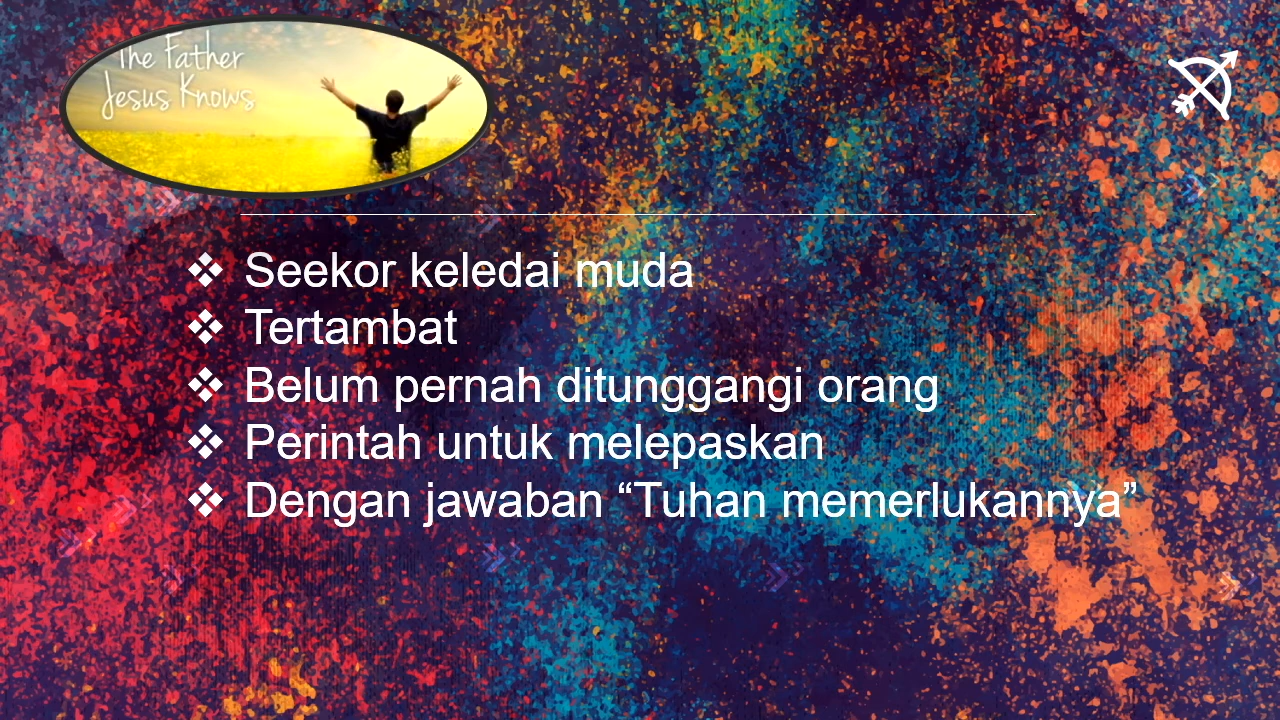 The Father
Jesus Knows
❖ Seekor keledai muda
❖ Tertambat
❖ Belum pernah ditunggangi orang
❖ Perintah untuk melepaskan
❖ Dengan jawaban “Tuhan memerlukannya”